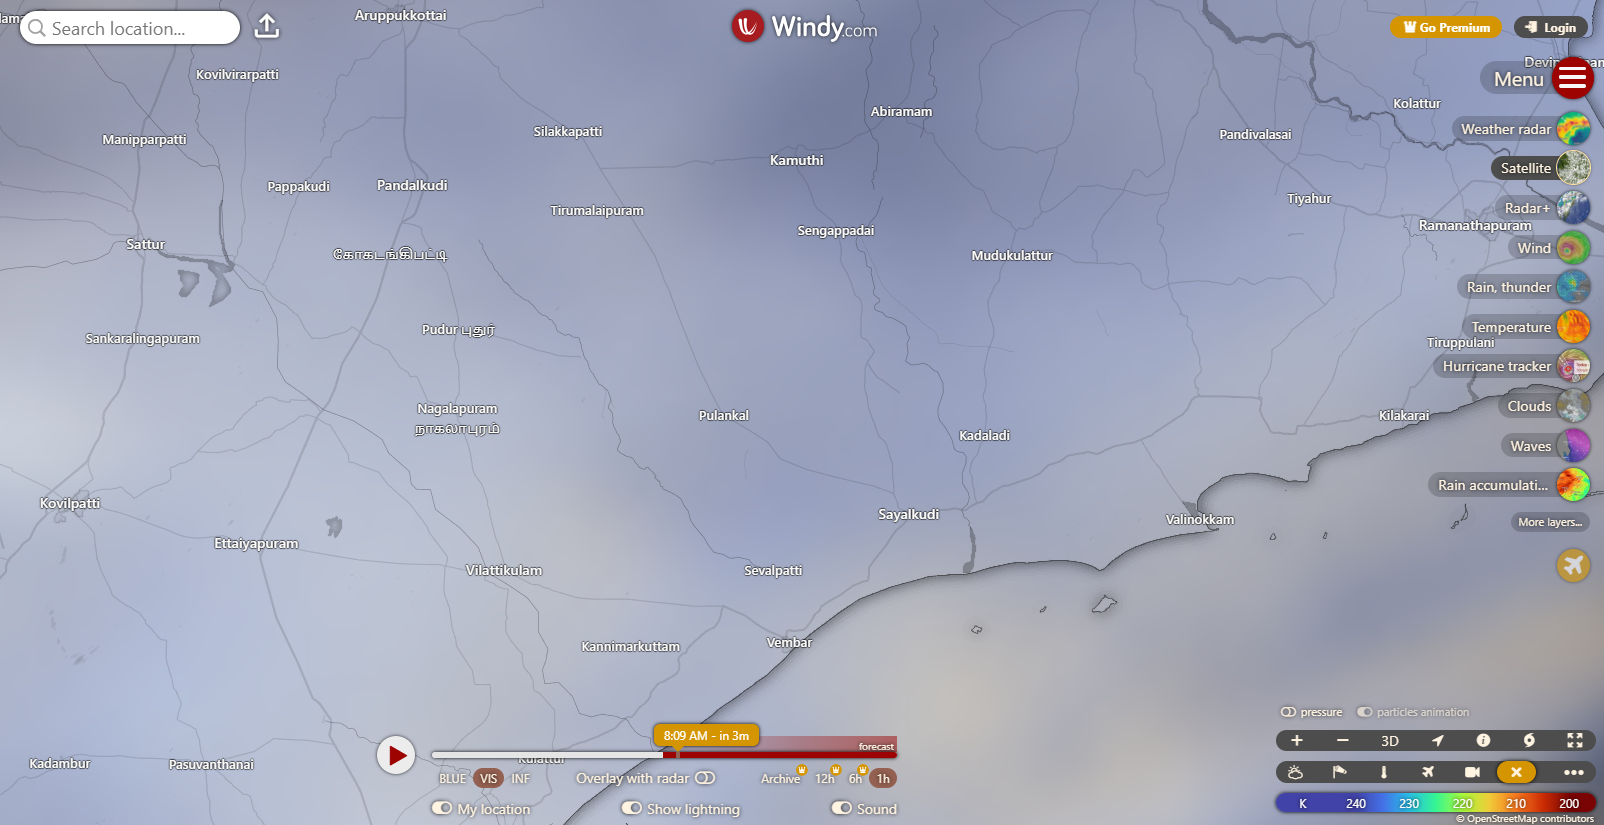 Aruppukkottai
Search location...
Windy.com
Go Premium
Login
Menu
Kovilvirarpatti
Kolattur
Abiramam
Weather radar
Silakkapatti
Pandivalasai
Manipparpatti
Kamuthi
Satellite
Pappakudi
Pandalkudi
Tiyahur
Radar+
Tirumalaipuram
Ramanathapuram
Sengappadai
Sattur
Wind
கோகடங்கிபட்டி
Mudukulattur
Rain, thunder
Pudur புதூர்
Temperature
Sankaralingapuram
Tiruppulani
Hurricane tracker
Nagalapuram
நாகலாபுரம்
Pulankal
Kilakarai
Clouds
Kadaladi
Waves
Rain accumulati...
Kovilpatti
Sayalkudi
Valinokkam
More layers...
Ettaiyapuram
Vilattikulam
Sevalpatti
Kannimarkuttam
Vembar
pressure
particles animation
8:09 AM - in 3m
forecast
3D
Kadambur
Pasuvanthanai
Kulattur
BLUE VIS INF
Overlay with radar
Archive 12h 6h 1h
My location
Show lightning
Sound
K 240 230 220 210 200
© OpenStreetMap contributors